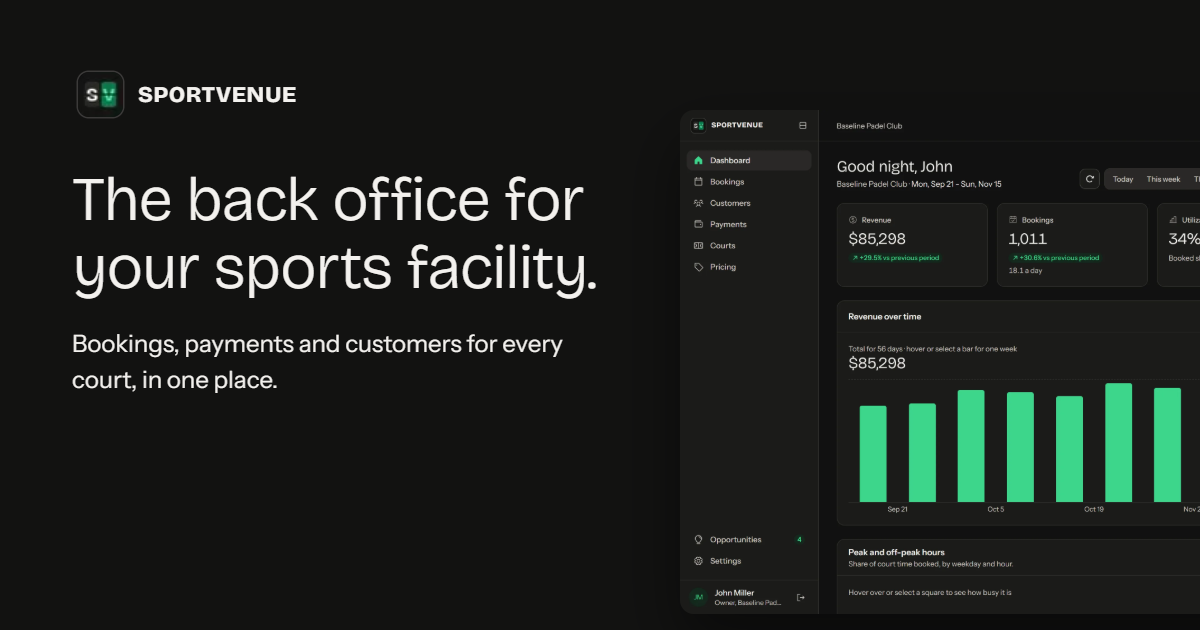 SV SPORTVENUE
The back office for
your sports facility.
Bookings, payments and customers for every
court, in one place.
SV SPORTVENUE
Dashboard
Bookings
Customers
Payments
Courts
Pricing
Opportunities 4
Settings
JM
John Miller
Owner, Baseline Pad...
Baseline Padel Club
Good night, John
Baseline Padel Club · Mon, Sep 21 - Sun, Nov 15
Today This week
Revenue
$85,298
+29.5% vs previous period
Bookings
1,011
+30.6% vs previous period
18.1 a day
34%
Revenue over time
Total for 56 days · hover or select a bar for one week
$85,298
Sep 21 Oct 5 Oct 19 Nov 2
Peak and off-peak hours
Share of court time booked, by weekday and hour.
Hover over or select a square to see how busy it is